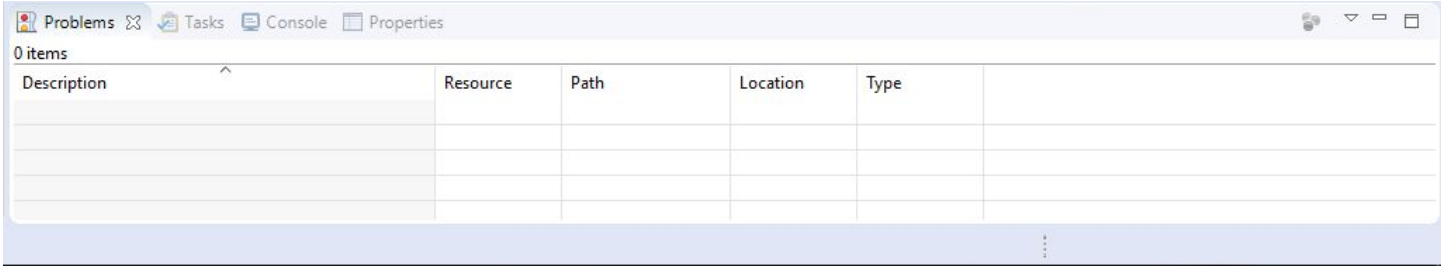 Problems Tasks Console Properties
0 items
Description Resource Path Location Type